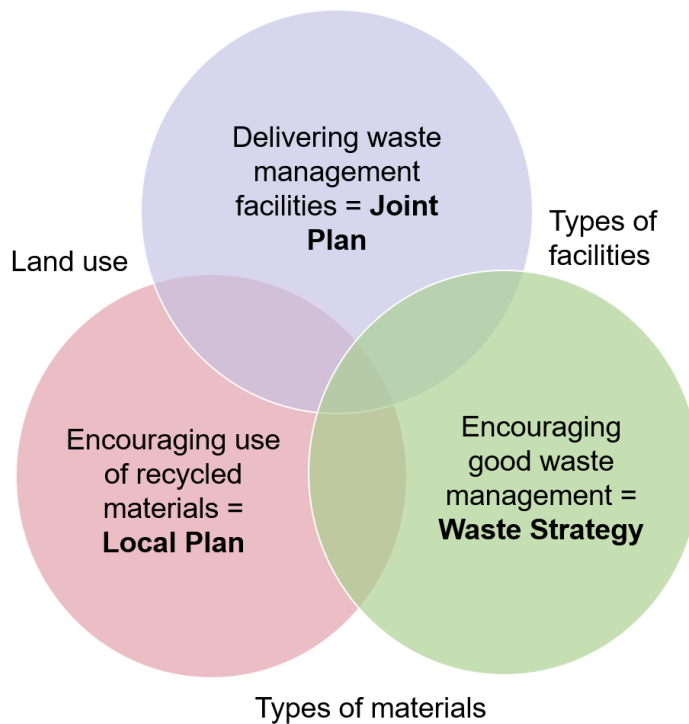 Delivering waste
management
facilities = Joint
Plan
Land use
Types of
facilities
Encouraging use
of recycled
materials =
Local Plan
Encouraging
good waste
management =
Waste Strategy
Types of materials